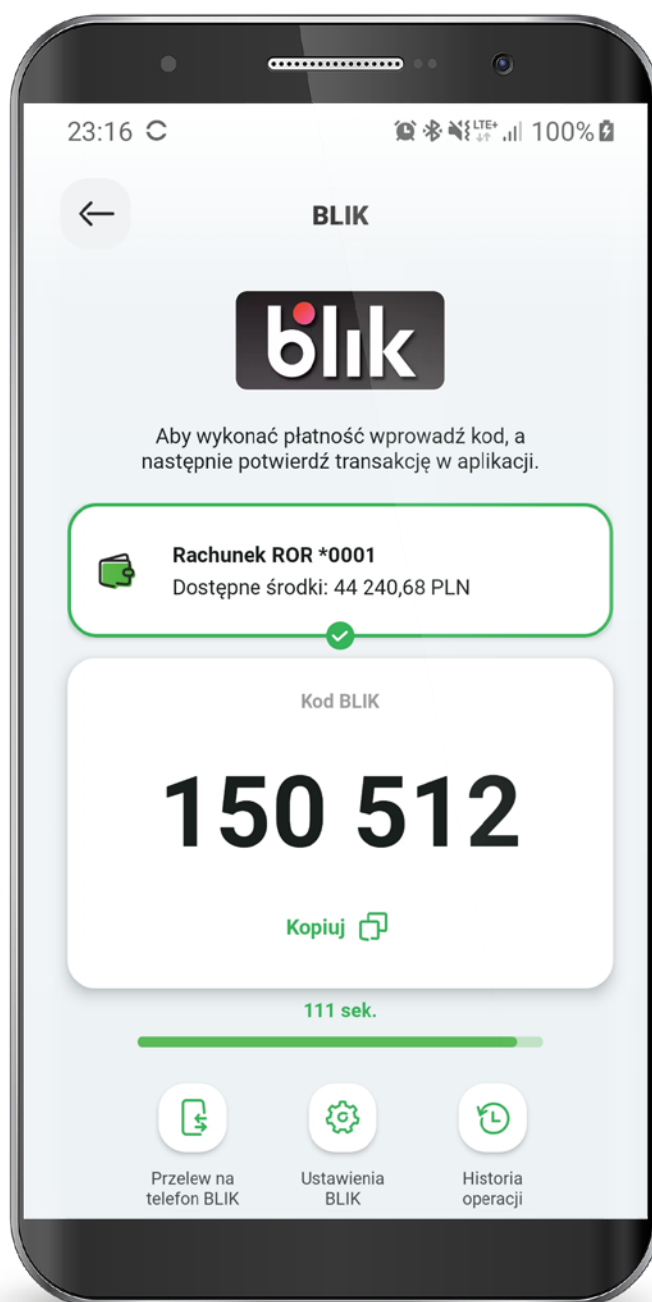 23:16
LTE+
100%
BLIK
blik
Aby wykonać płatność wprowadź kod, a
następnie potwierdź transakcję w aplikacji.
Rachunek ROR *0001
Dostępne środki: 44 240,68 PLN
Kod BLIK
150 512
Kopiuj
111 sek.
Przelew na
telefon BLIK
Ustawienia
BLIK
Historia
operacji